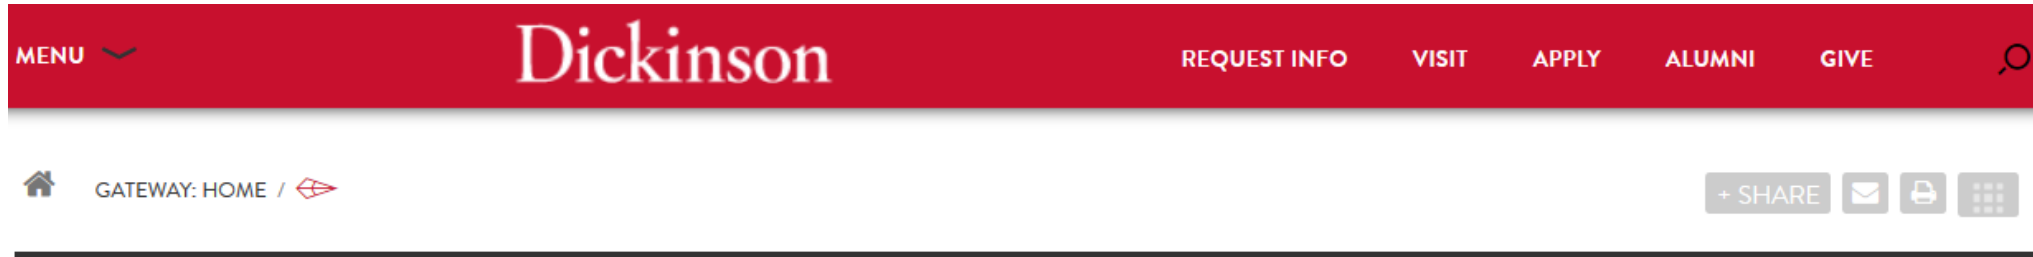 MENU Dickinson REQUEST INFO VISIT APPLY ALUMNI GIVE
GATEWAY: HOME / + SHARE